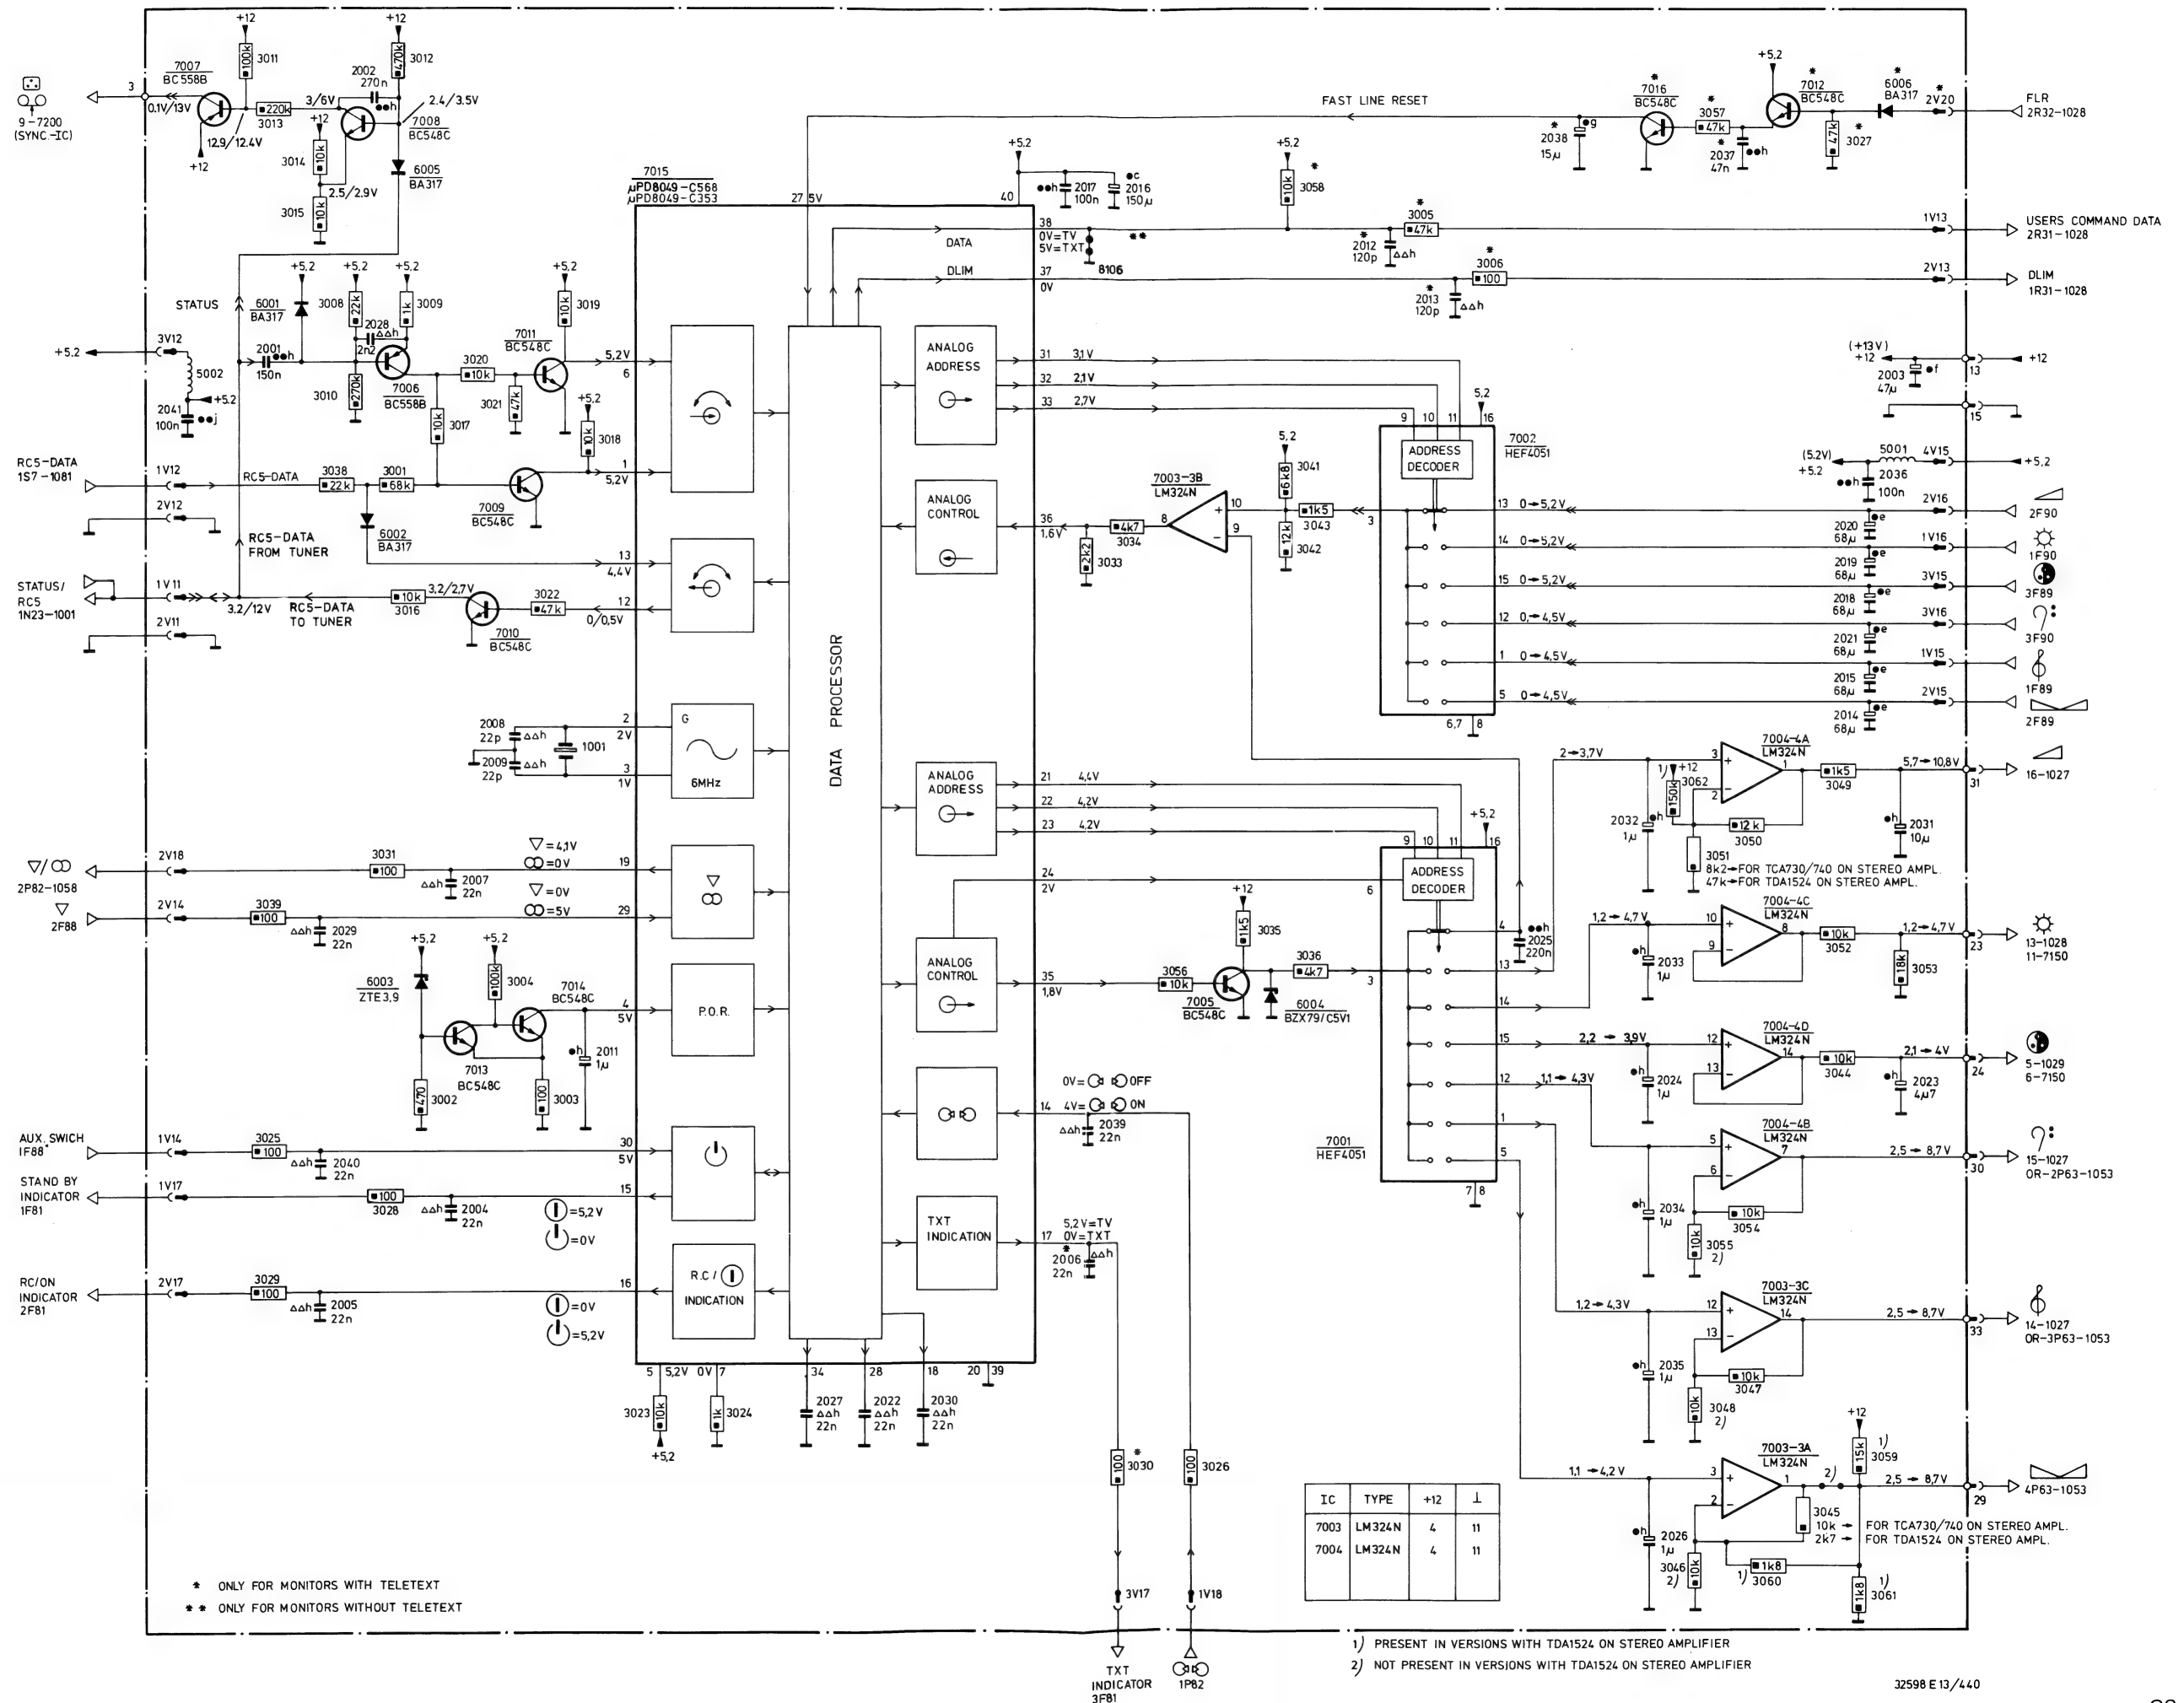 +12
+12
7007
BC558B
100k
3011
470k
3012
2002
270n
h
3
0.1V/13V
9-7200
(SYNC-IC)
220k
3013
3/6V
+12
2.4/3.5V
7008
BC548C
12.9/12.4V
+12
3014
10k
2.5/2.9V
3015
10k
6005
BA317
7015
µPD8049-C568
µPD8049-C353
27 5V
+5,2
40
h 2017
100n
c
2016
150µ
FAST LINE RESET
+5,2
*
10k
3058
*
2038
15µ
g
*
7016
BC548C
*
3057
47k
*
2037
47n
h
+5,2
*
7012
BC548C
47k
*
3027
*
6006
BA317
*
2V20
FLR
2R32-1028
DATA
38
0V=TV
5V=TXT
**
8106
DLIM
37
0V
*
3005
47k
*
2012
120p
h
*
3006
100
*
2013
120p
h
1V13
USERS COMMAND DATA
2R31-1028
2V13
DLIM
1R31-1028
STATUS
+5,2
+5,2
+5,2
6001
BA317
3008
22k
1k
3009
2028
h
2n2
2001
h
150n
3010
270k
7006
BC558B
+5,2
10k
3019
7011
BC548C
3020
10k
3021
47k
10k
3017
+5,2
10k
3018
5,2V
6
1
5,2V
+5,2
3V12
5002
+5,2
2041
100n
j
RC5-DATA
1S7-1081
1V12
RC5-DATA
3038
22k
3001
68k
7009
BC548C
2V12
6002
BA317
RC5-DATA
FROM TUNER
STATUS/
RC5
1N23-1001
1V11
3.2/12V
RC5-DATA
TO TUNER
10k
3016
3.2/2,7V
7010
BC548C
3022
47k
13
4,4V
12
0/0,5V
2V11
ANALOG
ADDRESS
31 3,1V
32 2,1V
33 2,7V
9 10 11
5,2
16
ADDRESS
DECODER
7002
HEF4051
ANALOG
CONTROL
36
1,6V
2k2
3033
4k7
3034
7003-3B
LM324N
8
+
10
-
9
5,2
6k8
3041
12k
3042
1k5
3043
3
13 0→5,2V
14 0→5,2V
15 0→5,2V
12 0,→4,5V
1 0→4,5V
5 0→4,5V
6,7 8
(+13V)
+12
2003
47µ
f
13
+12
15
(5.2V)
+5,2
5001
4V15
+5,2
h
2036
100n
2V16
2F90
2020
68µ
e
1V16
1F90
2019
68µ
e
3V15
3F89
2018
68µ
e
3V16
3F90
2021
68µ
e
1V15
1F89
2015
68µ
e
2V15
2F89
2014
68µ
e
DATA PROCESSOR
2008
22p
h
2009
22p
h
1001
2
2V
3
1V
G
6MHz
ANALOG
ADDRESS
21 4,4V
22 4,2V
23 4,2V
24
2V
9 10 11
+5,2
16
6
ADDRESS
DECODER
2P82-1058
2V18
3031
100
h
2007
22n
=4,1V
=0V
19
2F88
2V14
3039
100
h
2029
22n
=0V
=5V
29
+5,2
6003
ZTE3,9
+5,2
100k
3004
7014
BC548C
7013
BC548C
470
3002
100
3003
h
2011
1µ
4
5V
P.O.R.
ANALOG
CONTROL
35
1,8V
3056
10k
7005
BC548C
+12
1k5
3035
6004
BZX79/C5V1
3036
4k7
3
7001
HEF4051
4
13
14
15
12
1
5
7 8
h
2025
220n
2→3,7V
1) +12
150k
3062
2032
1µ
h
7004-4A
LM324N
3
+
2
-
1
12k
3050
3051
8k2→FOR TCA730/740 ON STEREO AMPL.
47k→FOR TDA1524 ON STEREO AMPL.
1k5
3049
5,7→10,8V
h 2031
10µ
31
16-1027
1,2→4,7V
h
2033
1µ
7004-4C
LM324N
10
+
9
-
8
10k
3052
1,2→4,7V
18k
3053
23
13-1028
11-7150
2,2 → 3,9V
h
2024
1µ
7004-4D
LM324N
12
+
13
-
14
10k
3044
2,1→4V
h
2023
4µ7
24
5-1029
6-7150
1,1→4,3V
h
2034
1µ
7004-4B
LM324N
5
+
6
-
7
10k
3054
10k
3055
2)
2,5→8,7V
30
15-1027
OR-2P63-1053
1,2→4,3V
h
2035
1µ
7003-3C
LM324N
12
+
13
-
14
10k
3047
10k
3048
2)
2,5→8,7V
33
14-1027
OR-3P63-1053
1,1→4,2V
h
2026
1µ
7003-3A
LM324N
3
+
2
-
1
2)
+12
15k
1)
3059
2,5 → 8,7V
29
4P63-1053
3045
10k → FOR TCA730/740 ON STEREO AMPL.
2k7 → FOR TDA1524 ON STEREO AMPL.
10k
3046
2)
1k8
1) 3060
1k8
1)
3061
0V= OFF
14 4V= ON
h
2039
22n
AUX. SWICH
1F88
1V14
3025
100
h
2040
22n
30
5V
STAND BY
INDICATOR
1F81
1V17
100
3028
h
2004
22n
15
=5,2V
=0V
TXT
INDICATION
17
5,2V=TV
0V=TXT
*
2006
22n
h
RC/ON
INDICATOR
2F81
2V17
3029
100
h
2005
22n
16
=0V
=5,2V
R.C/
INDICATION
5 5,2V 0V 7
3023
10k
+5,2
1k
3024
34
2027
h
22n
28
2022
h
22n
18
2030
h
22n
20 39
*
100
3030
100
3026
IC TYPE +12 ⊥
7003 LM324N 4 11
7004 LM324N 4 11
* ONLY FOR MONITORS WITH TELETEXT
** ONLY FOR MONITORS WITHOUT TELETEXT
3V17
1V18
TXT
INDICATOR
3F81
1P82
1) PRESENT IN VERSIONS WITH TDA1524 ON STEREO AMPLIFIER
2) NOT PRESENT IN VERSIONS WITH TDA1524 ON STEREO AMPLIFIER
32598 E 13/440